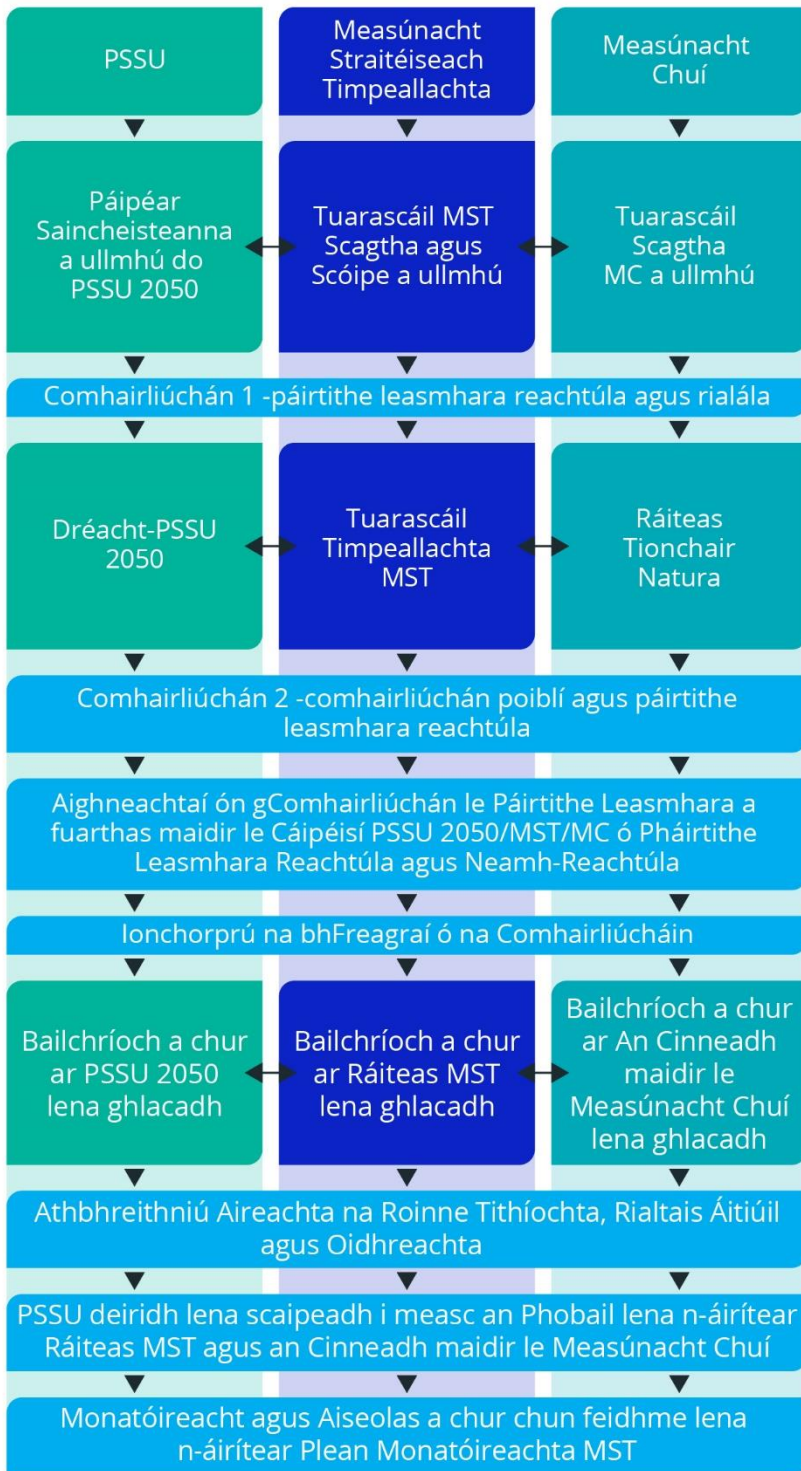 PSSU
Measúnacht
Straitéiseach
Timpeallachta
Measúnacht
Chuí
Páipéar
Saincheisteanna
a ullmhú do
PSSU 2050
Tuarascáil MST
Scagtha agus
Scóipe a ullmhú
Tuarascáil
Scagtha
MC a ullmhú
Comhairliúchán 1 -páirtithe leasmhara reachtúla agus rialála
Dréacht-PSSU
2050
Tuarascáil
Timpeallachta
MST
Ráiteas
Tionchair
Natura
Comhairliúchán 2 -comhairliúchán poiblí agus páirtithe
leasmhara reachtúla
Aighneachtaí ón gComhairliúchán le Páirtithe Leasmhara a
fuarthas maidir le Cáipéisí PSSU 2050/MST/MC ó Pháirtithe
Leasmhara Reachtúla agus Neamh-Reachtúla
Ionchorprú na bhFreagraí ó na Comhairliúcháin
Bailchríoch a chur
ar PSSU 2050
lena ghlacadh
Bailchríoch a chur
ar Ráiteas MST
lena ghlacadh
Bailchríoch a chur
ar An Cinneadh
maidir le
Measúnacht Chuí
lena ghlacadh
Athbhreithniú Aireachta na Roinne Tithíochta, Rialtais Áitiúil
agus Oidhreachta
PSSU deiridh lena scaipeadh i measc an Phobail lena n-áirítear
Ráiteas MST agus an Cinneadh maidir le Measúnacht Chuí
Monatóireacht agus Aiseolas a chur chun feidhme lena
n-áirítear Plean Monatóireachta MST